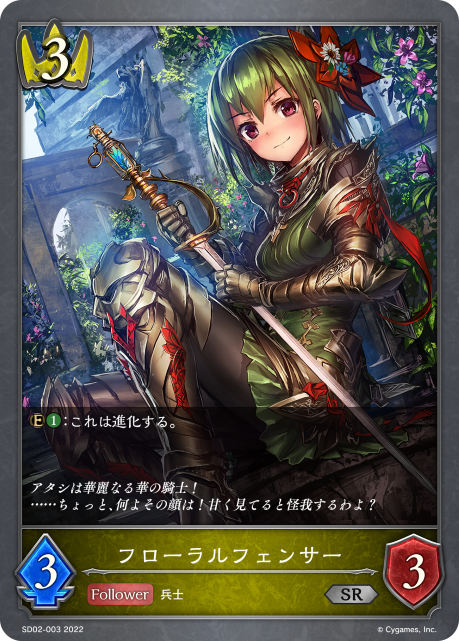 3
E 1:これは進化する。
アタシは華麗なる華の騎士!
……ちょっと、何よその顔は!甘く見てると怪我するわよ?
フローラルフェンサー
3
Follower 兵士
SR
3
SD02-003 2022
© Cygames, Inc.